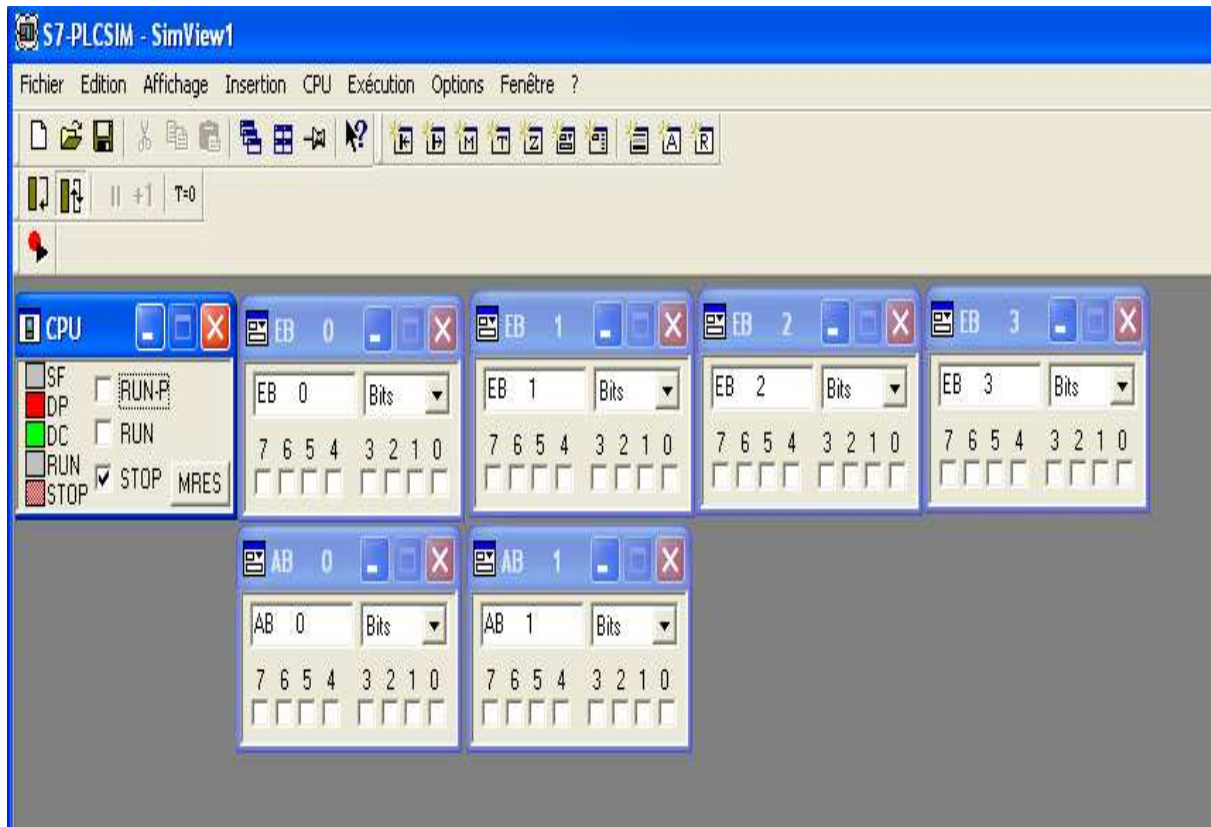 S7-PLCSIM - SimView1
Fichier Edition Affichage Insertion CPU Exécution Options Fenêtre ?
M T Z A R
+1 T=0
CPU
SF
DP
DC
RUN
STOP
RUN-P
RUN
STOP
MRES
EB 0
EB 0 Bits
7 6 5 4 3 2 1 0
EB 1
EB 1 Bits
7 6 5 4 3 2 1 0
EB 2
EB 2 Bits
7 6 5 4 3 2 1 0
EB 3
EB 3 Bits
7 6 5 4 3 2 1 0
AB 0
AB 0 Bits
7 6 5 4 3 2 1 0
AB 1
AB 1 Bits
7 6 5 4 3 2 1 0